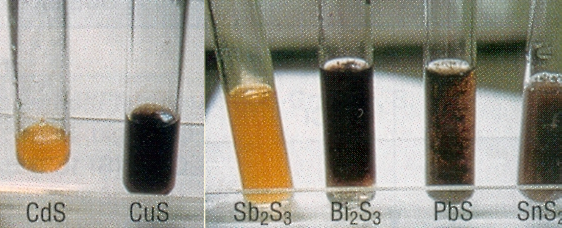 CdS CuS Sb₂S₃ Bi₂S₃ PbS SnS₂